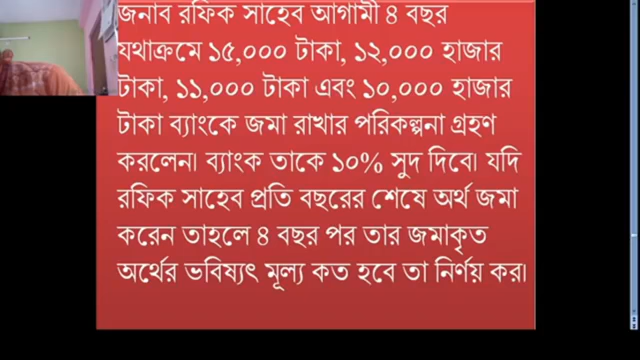 জনাব রফিক সাহেব আগামী ৪ বছর
যথাক্রমে ১৫,০০০ টাকা, ১২,০০০ হাজার
টাকা, ১১,০০০ টাকা এবং ১০,০০০ হাজার
টাকা ব্যাংকে জমা রাখার পরিকল্পনা গ্রহণ
করলেন। ব্যাংক তাকে ১০% সুদ দিবে। যদি
রফিক সাহেব প্রতি বছরের শেষে অর্থ জমা
করেন তাহলে ৪ বছর পর তার জমাকৃত
অর্থের ভবিষ্যৎ মূল্য কত হবে তা নির্ণয় কর।